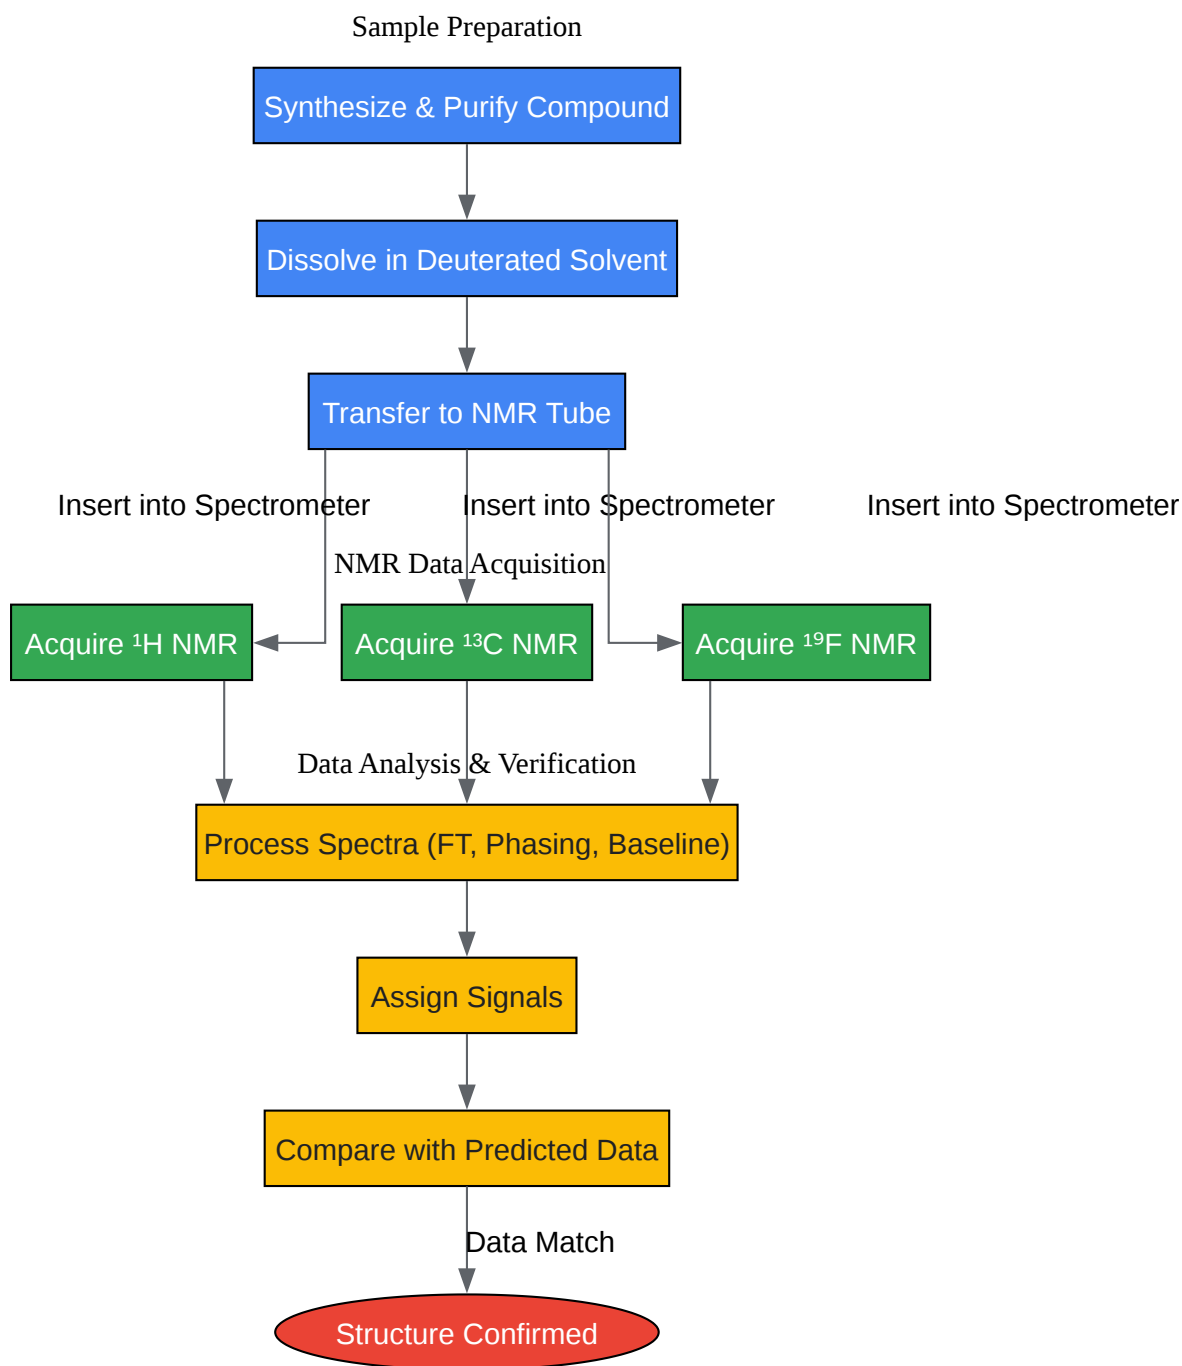 Sample Preparation
Synthesize & Purify Compound
Dissolve in Deuterated Solvent
Transfer to NMR Tube
Insert into Spectrometer
Insert into Spectrometer
Insert into Spectrometer
NMR Data Acquisition
Acquire ¹H NMR
Acquire ¹³C NMR
Acquire ¹⁹F NMR
Data Analysis & Verification
Process Spectra (FT, Phasing, Baseline)
Assign Signals
Compare with Predicted Data
Data Match
Structure Confirmed